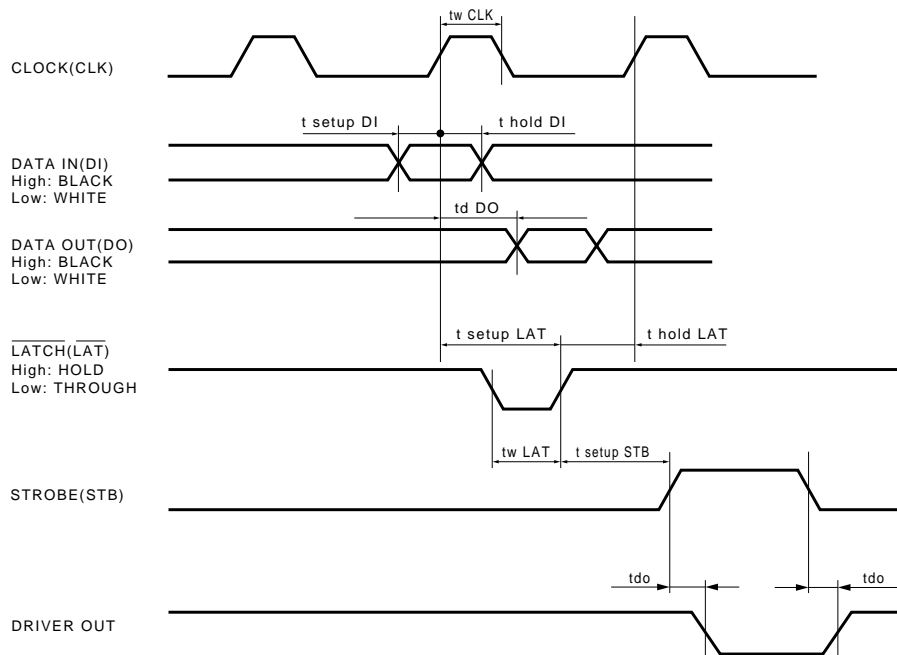 tw CLK
CLOCK(CLK)
t setup DI
t hold DI
DATA IN(DI)
High: BLACK
Low: WHITE
td DO
DATA OUT(DO)
High: BLACK
Low: WHITE
t setup LAT
t hold LAT
LATCH(LAT)
High: HOLD
Low: THROUGH
tw LAT
t setup STB
STROBE(STB)
tdo
tdo
DRIVER OUT